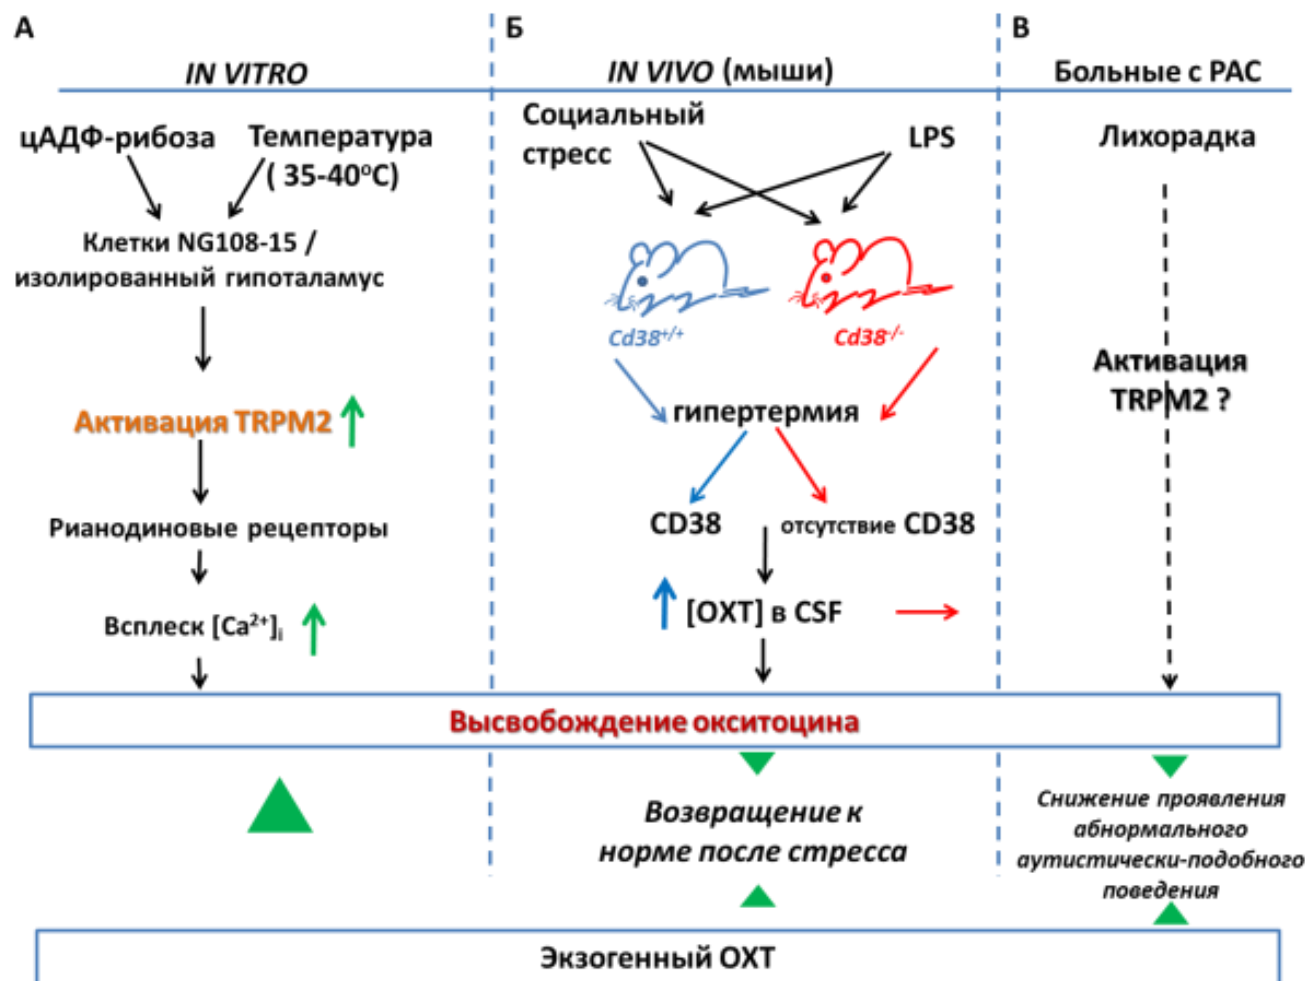 А
IN VITRO
цАДФ-рибоза
Температура
( 35-40°С)
Клетки NG108-15 /
изолированный гипоталамус
Активация TRPM2
Рианодиновые рецепторы
Всплеск [Ca²⁺]ᵢ
Б
IN VIVO (мыши)
Социальный
стресс
LPS
Cd38⁺/⁺
Cd38⁻/⁻
гипертермия
CD38
отсутствие CD38
[OXT] в CSF
В
Больные с РАС
Лихорадка
Активация
TRPM2 ?
Высвобождение окситоцина
Возвращение к
норме после стресса
Снижение проявления
абнормального
аутистически-подобного
поведения
Экзогенный ОХТ